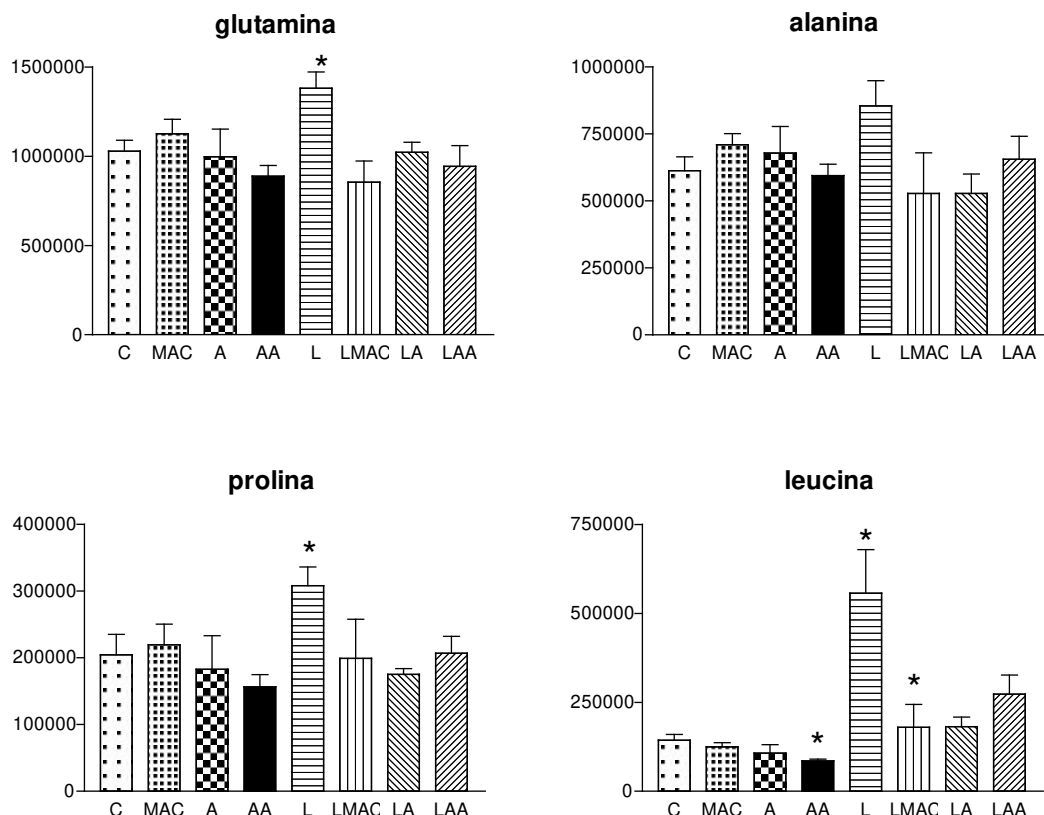 glutamina
1500000
*
1000000
500000
0
C MAC A AA L LMAC LA LAA
alanina
1000000
750000
500000
250000
0
C MAC A AA L LMAC LA LAA
prolina
400000
*
300000
200000
100000
0
C MAC A AA L LMAC LA LAA
leucina
750000
*
500000
250000
*
*
0
C MAC A AA L LMAC LA LAA